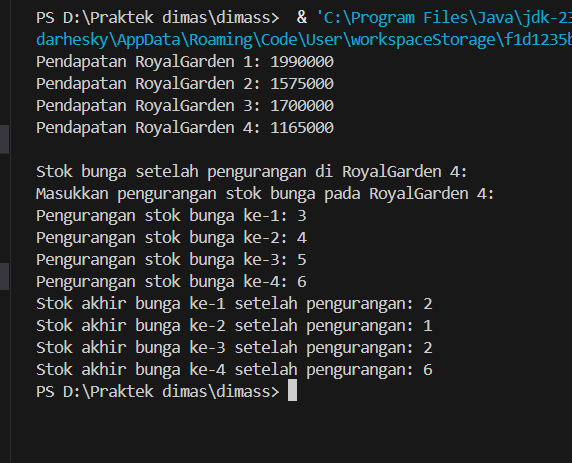 PS D:\Praktek dimas\dimass>  & 'C:\Program Files\Java\jdk-23
darhesky\AppData\Roaming\Code\User\workspaceStorage\f1d1235b
Pendapatan RoyalGarden 1: 1990000
Pendapatan RoyalGarden 2: 1575000
Pendapatan RoyalGarden 3: 1700000
Pendapatan RoyalGarden 4: 1165000
Stok bunga setelah pengurangan di RoyalGarden 4:
Masukkan pengurangan stok bunga pada RoyalGarden 4:
Pengurangan stok bunga ke-1: 3
Pengurangan stok bunga ke-2: 4
Pengurangan stok bunga ke-3: 5
Pengurangan stok bunga ke-4: 6
Stok akhir bunga ke-1 setelah pengurangan: 2
Stok akhir bunga ke-2 setelah pengurangan: 1
Stok akhir bunga ke-3 setelah pengurangan: 2
Stok akhir bunga ke-4 setelah pengurangan: 6
PS D:\Praktek dimas\dimass>